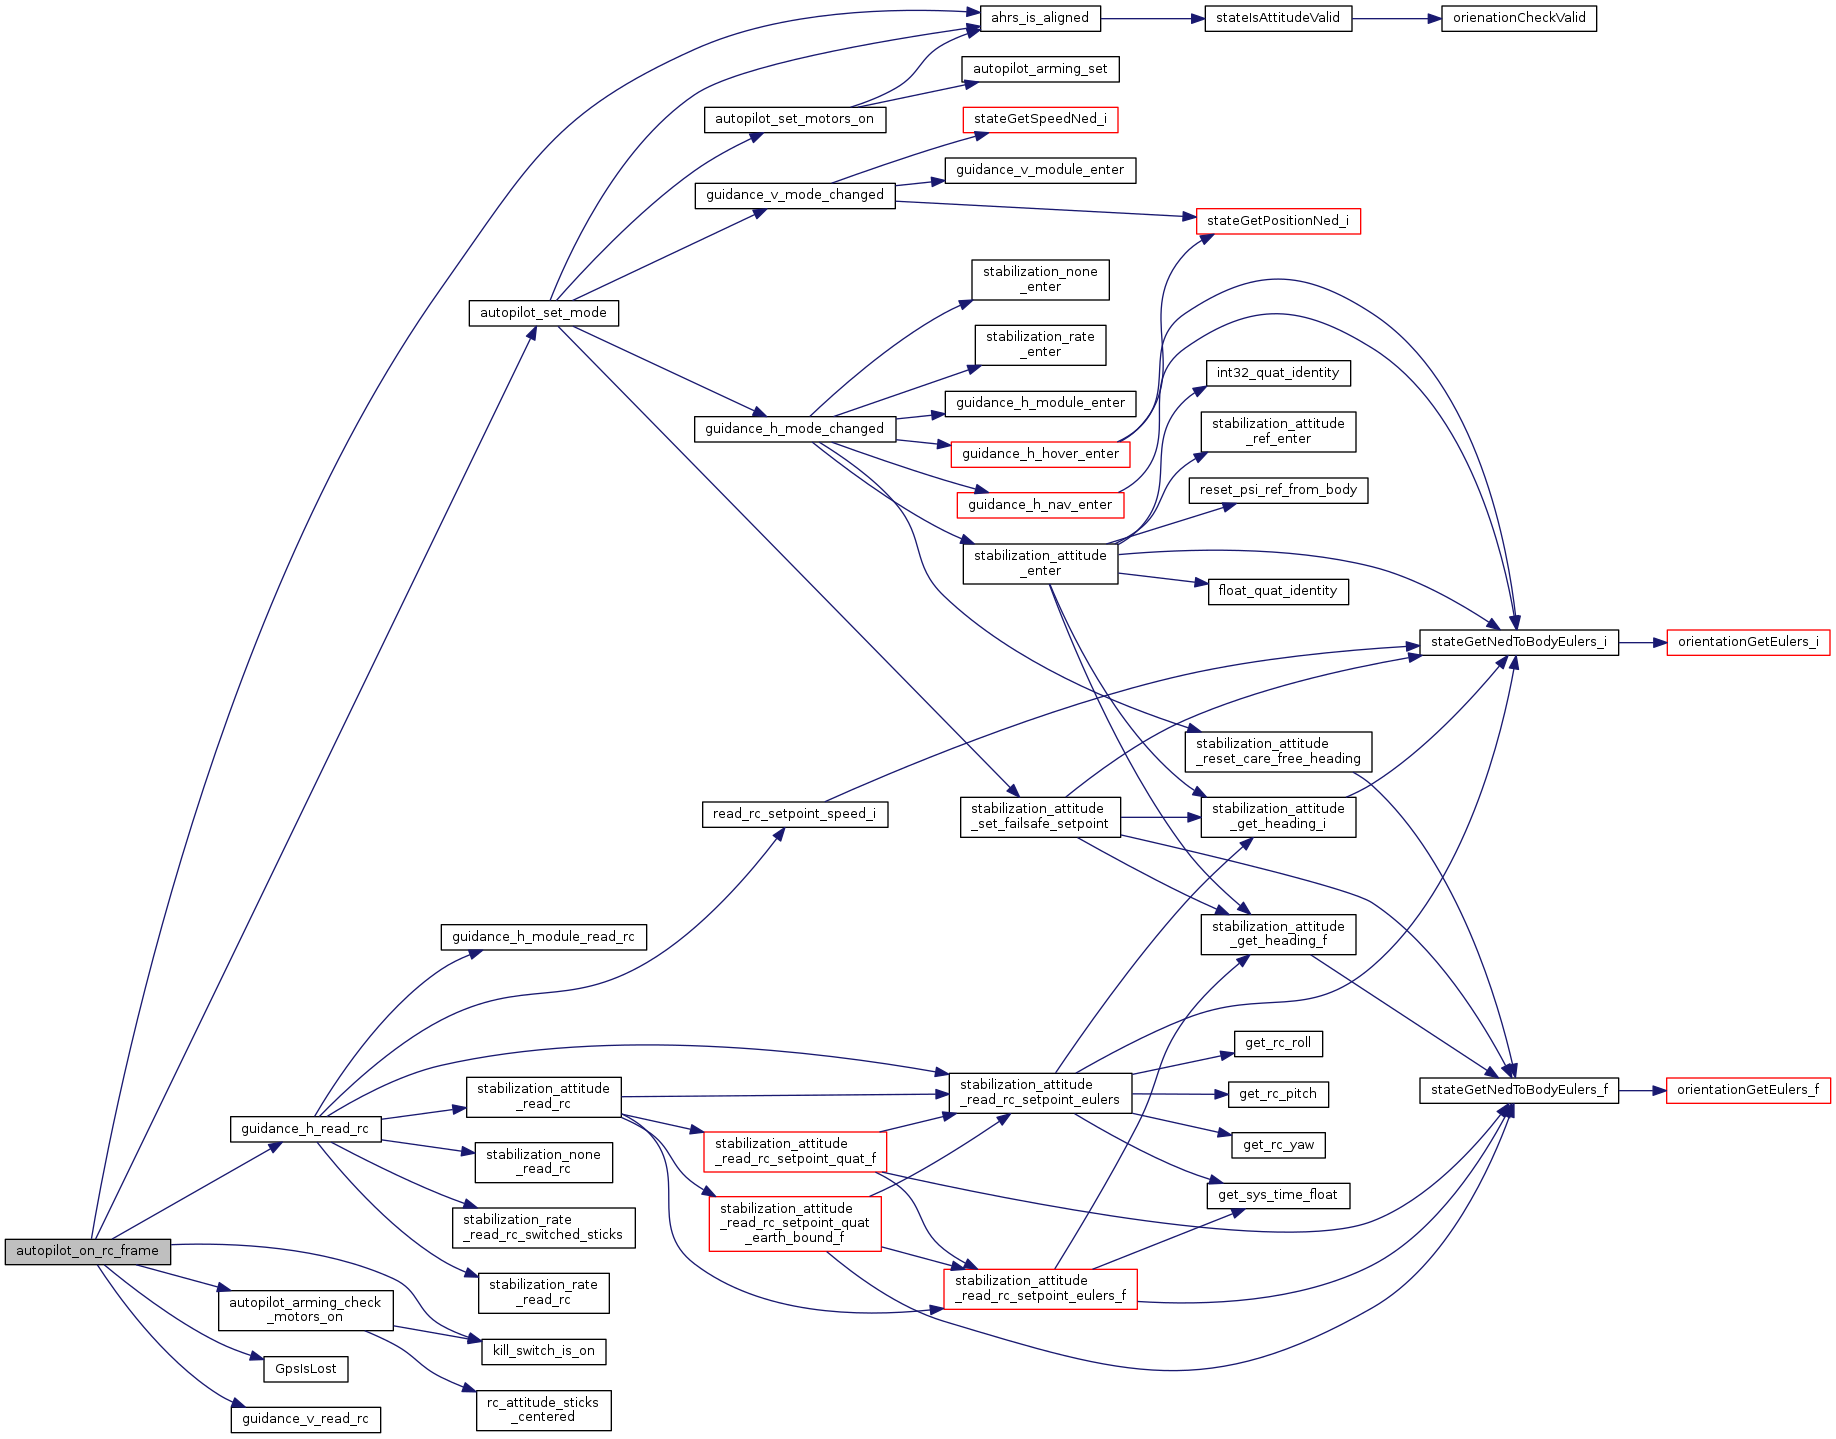 ahrs_is_aligned
stateIsAttitudeValid
orienationCheckValid
autopilot_arming_set
autopilot_set_motors_on
stateGetSpeedNed_i
guidance_v_module_enter
guidance_v_mode_changed
stateGetPositionNed_i
stabilization_none
_enter
autopilot_set_mode
stabilization_rate
_enter
int32_quat_identity
guidance_h_module_enter
guidance_h_mode_changed
stabilization_attitude
_ref_enter
guidance_h_hover_enter
reset_psi_ref_from_body
guidance_h_nav_enter
stabilization_attitude
_enter
float_quat_identity
stateGetNedToBodyEulers_i
orientationGetEulers_i
stabilization_attitude
_reset_care_free_heading
read_rc_setpoint_speed_i
stabilization_attitude
_set_failsafe_setpoint
stabilization_attitude
_get_heading_i
guidance_h_module_read_rc
stabilization_attitude
_get_heading_f
get_rc_roll
stabilization_attitude
_read_rc
stabilization_attitude
_read_rc_setpoint_eulers
get_rc_pitch
stateGetNedToBodyEulers_f
orientationGetEulers_f
guidance_h_read_rc
get_rc_yaw
stabilization_none
_read_rc
stabilization_attitude
_read_rc_setpoint_quat_f
get_sys_time_float
stabilization_attitude
_read_rc_setpoint_quat
_earth_bound_f
stabilization_rate
_read_rc_switched_sticks
autopilot_on_rc_frame
stabilization_rate
_read_rc
stabilization_attitude
_read_rc_setpoint_eulers_f
autopilot_arming_check
_motors_on
kill_switch_is_on
GpsIsLost
rc_attitude_sticks
_centered
guidance_v_read_rc